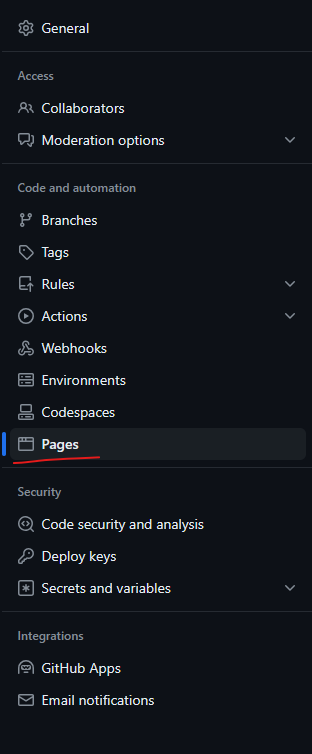 General
Access
Collaborators
Moderation options
Code and automation
Branches
Tags
Rules
Actions
Webhooks
Environments
Codespaces
Pages
Security
Code security and analysis
Deploy keys
Secrets and variables
Integrations
GitHub Apps
Email notifications